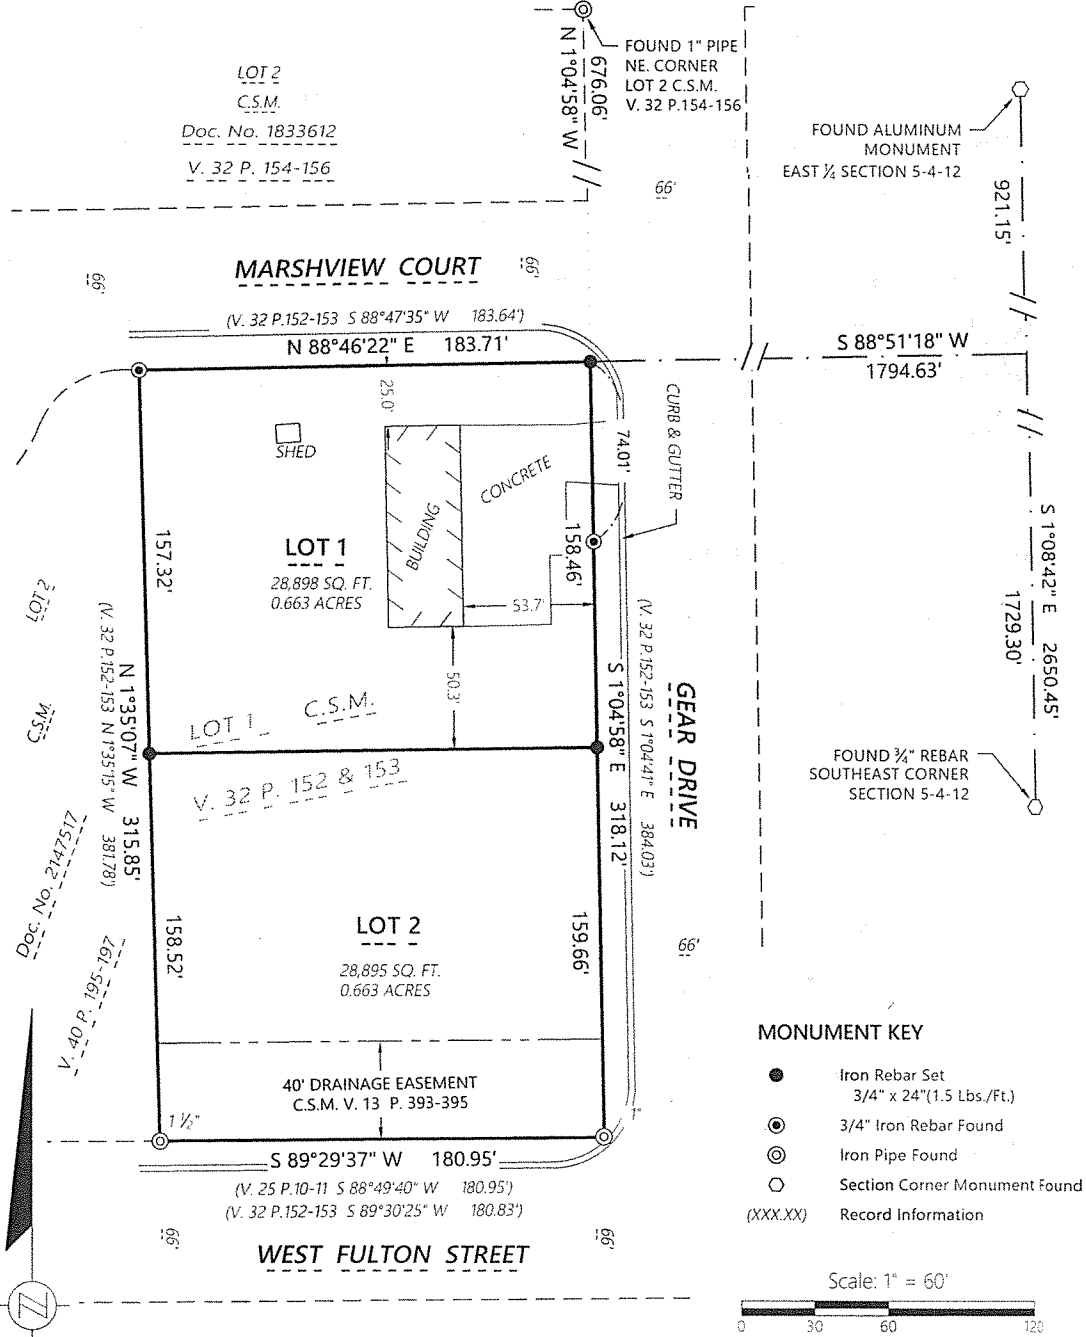 N 1°04'58" W
676.06'
FOUND 1" PIPE
NE. CORNER
LOT 2 C.S.M.
V. 32 P.154-156
LOT 2
C.S.M.
Doc. No. 1833612
V. 32 P. 154-156
FOUND ALUMINUM
MONUMENT
EAST ¼ SECTION 5-4-12
66'
921.15'
66'
MARSHVIEW COURT
66'
(V. 32 P.152-153 S 88°47'35" W 183.64')
N 88°46'22" E 183.71'
S 88°51'18" W
1794.63'
25.0'
SHED
BUILDING
CONCRETE
74.01'
CURB & GUTTER
157.32'
LOT 1
28,898 SQ. FT.
0.663 ACRES
158.46'
53.7'
50.3'
S 1°08'42" E 2650.45'
1729.30'
LOT 2
C.S.M.
Doc. No. 2147517
V. 40 P. 195-197
(V. 32 P.152-153 N 1°35'15" W 381.78')
N 1°35'07" W 315.85'
LOT 1 C.S.M.
V. 32 P. 152 & 153
S 1°04'58" E 318.12'
(V. 32 P.152-153 S 1°04'41" E 384.03')
GEAR DRIVE
FOUND ¾" REBAR
SOUTHEAST CORNER
SECTION 5-4-12
158.52'
LOT 2
28,895 SQ. FT.
0.663 ACRES
159.66'
66'
40' DRAINAGE EASEMENT
C.S.M. V. 13 P. 393-395
1 ½"
1"
S 89°29'37" W 180.95'
(V. 25 P.10-11 S 88°49'40" W 180.95')
(V. 32 P.152-153 S 89°30'25" W 180.83')
66'
WEST FULTON STREET
66'
MONUMENT KEY
Iron Rebar Set
3/4" x 24"(1.5 Lbs./Ft.)
3/4" Iron Rebar Found
Iron Pipe Found
Section Corner Monument Found
(XXX.XX) Record Information
Scale: 1" = 60'
0 30 60 120
N